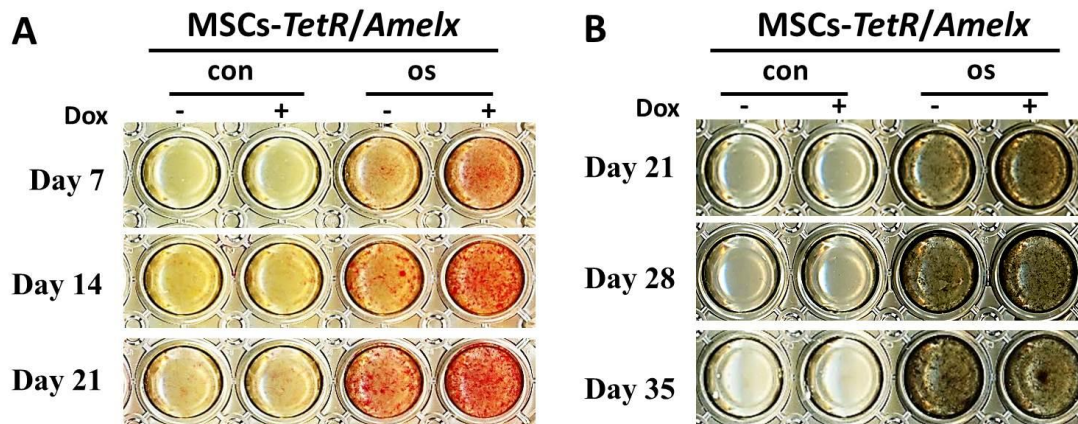 A
MSCs-TetR/Amelx
con os
Dox - + - +
Day 7
Day 14
Day 21
B
MSCs-TetR/Amelx
con os
- + - +
Day 21
Day 28
Day 35